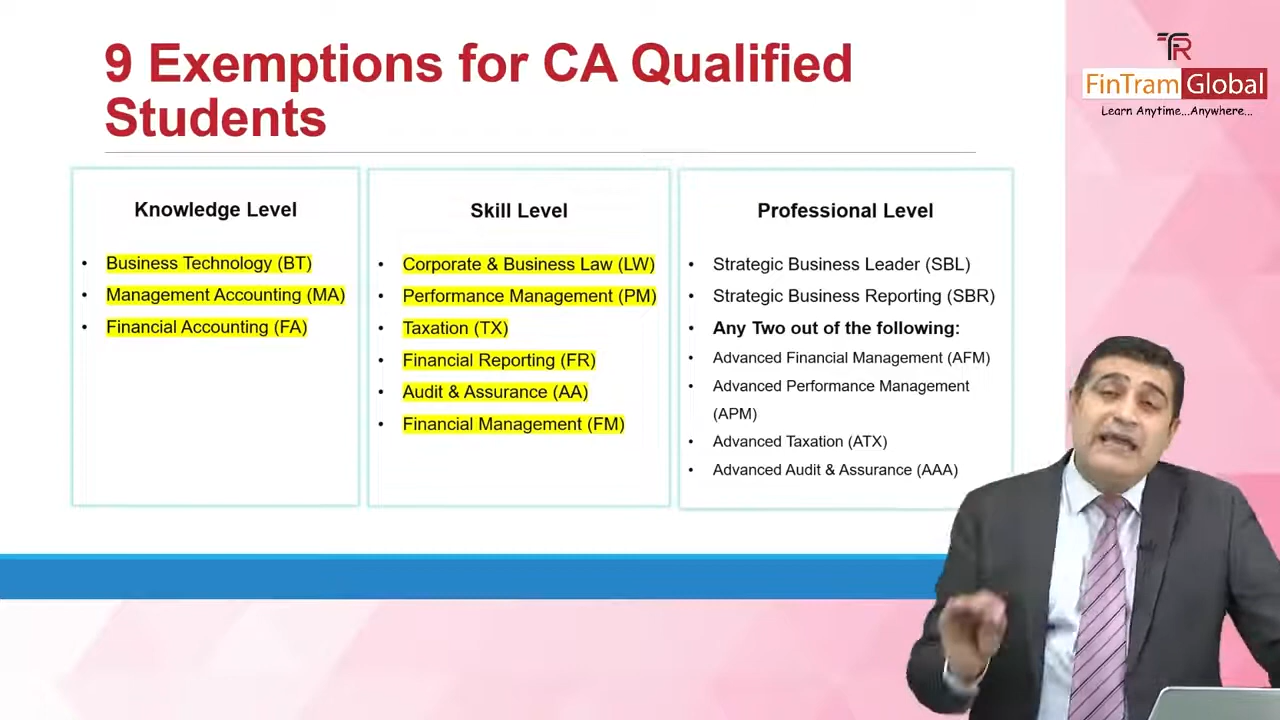 9 Exemptions for CA Qualified
Students
TR
FinTram Global
Learn Anytime...Anywhere...
Knowledge Level
• Business Technology (BT)
• Management Accounting (MA)
• Financial Accounting (FA)
Skill Level
• Corporate & Business Law (LW)
• Performance Management (PM)
• Taxation (TX)
• Financial Reporting (FR)
• Audit & Assurance (AA)
• Financial Management (FM)
Professional Level
• Strategic Business Leader (SBL)
• Strategic Business Reporting (SBR)
• Any Two out of the following:
• Advanced Financial Management (AFM)
• Advanced Performance Management
(APM)
• Advanced Taxation (ATX)
• Advanced Audit & Assurance (AAA)